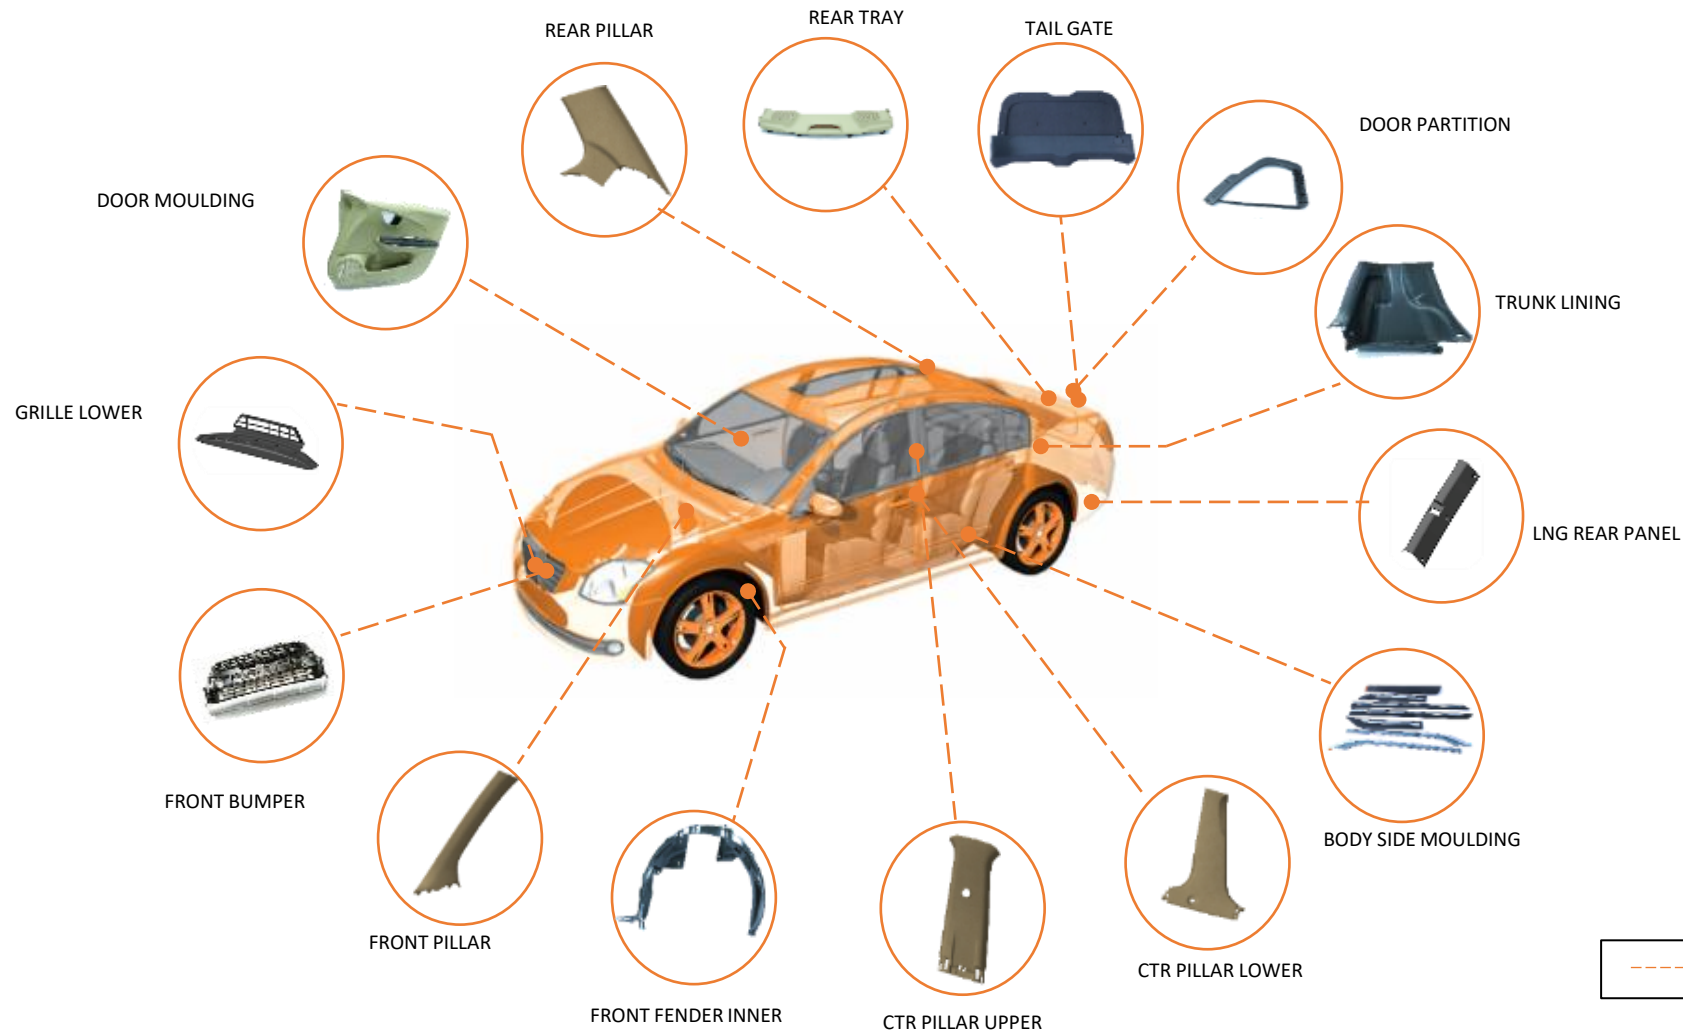 REAR TRAY
REAR PILLAR
TAIL GATE
DOOR PARTITION
DOOR MOULDING
TRUNK LINING
GRILLE LOWER
LNG REAR PANEL
FRONT BUMPER
BODY SIDE MOULDING
FRONT PILLAR
CTR PILLAR LOWER
FRONT FENDER INNER
CTR PILLAR UPPER